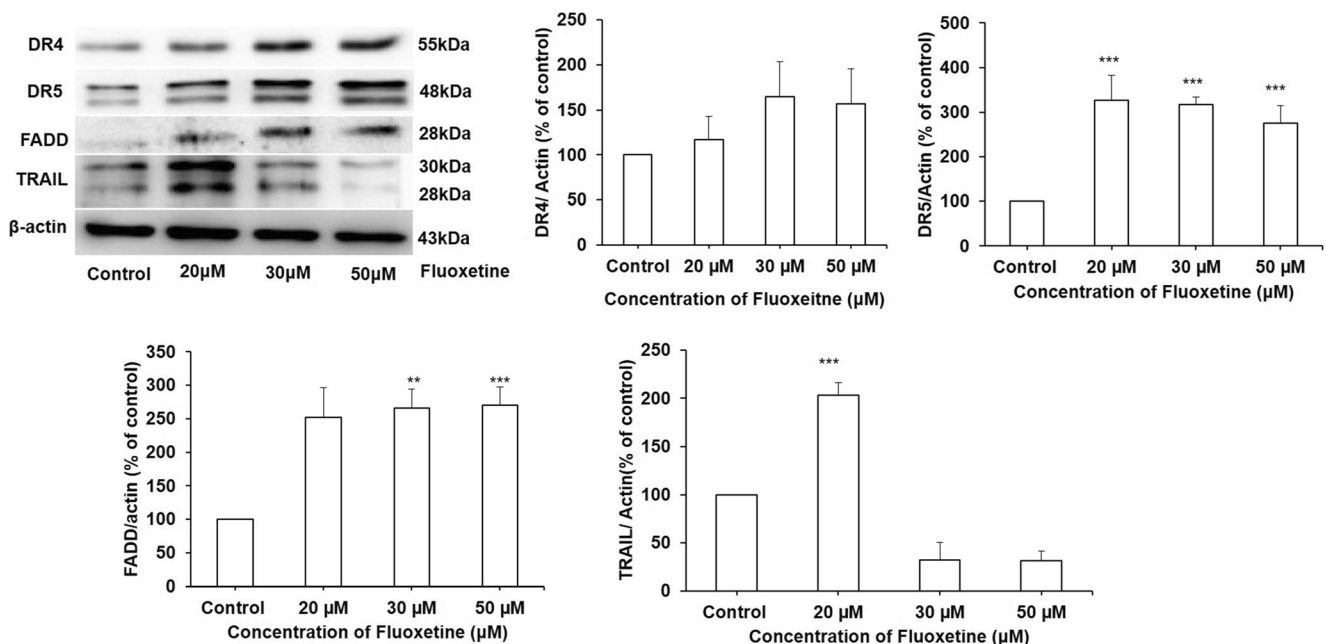 DR4 55kDa
DR5 48kDa
FADD 28kDa
30kDa
TRAIL
28kDa
β-actin 43kDa
Control 20μM 30μM 50μM Fluoxetine
DR4/ Actin (% of control)
250
200
150
100
50
0
Control 20 μM 30 μM 50 μM
Concentration of Fluoxeitne (μM)
DR5/Actin (% of control)
500
400
300
200
100
0
*** *** ***
Control 20 μM 30 μM 50 μM
Concentration of Fluoxetine (μM)
FADD/actin (% of control)
350
300
250
200
150
100
50
0
** ***
Control 20 μM 30 μM 50 μM
Concentration of Fluoxetine (μM)
TRAIL/ Actin(% of control)
250
200
150
100
50
0
***
Control 20 μM 30 μM 50 μM
Concentration of Fluoxetine (μM)